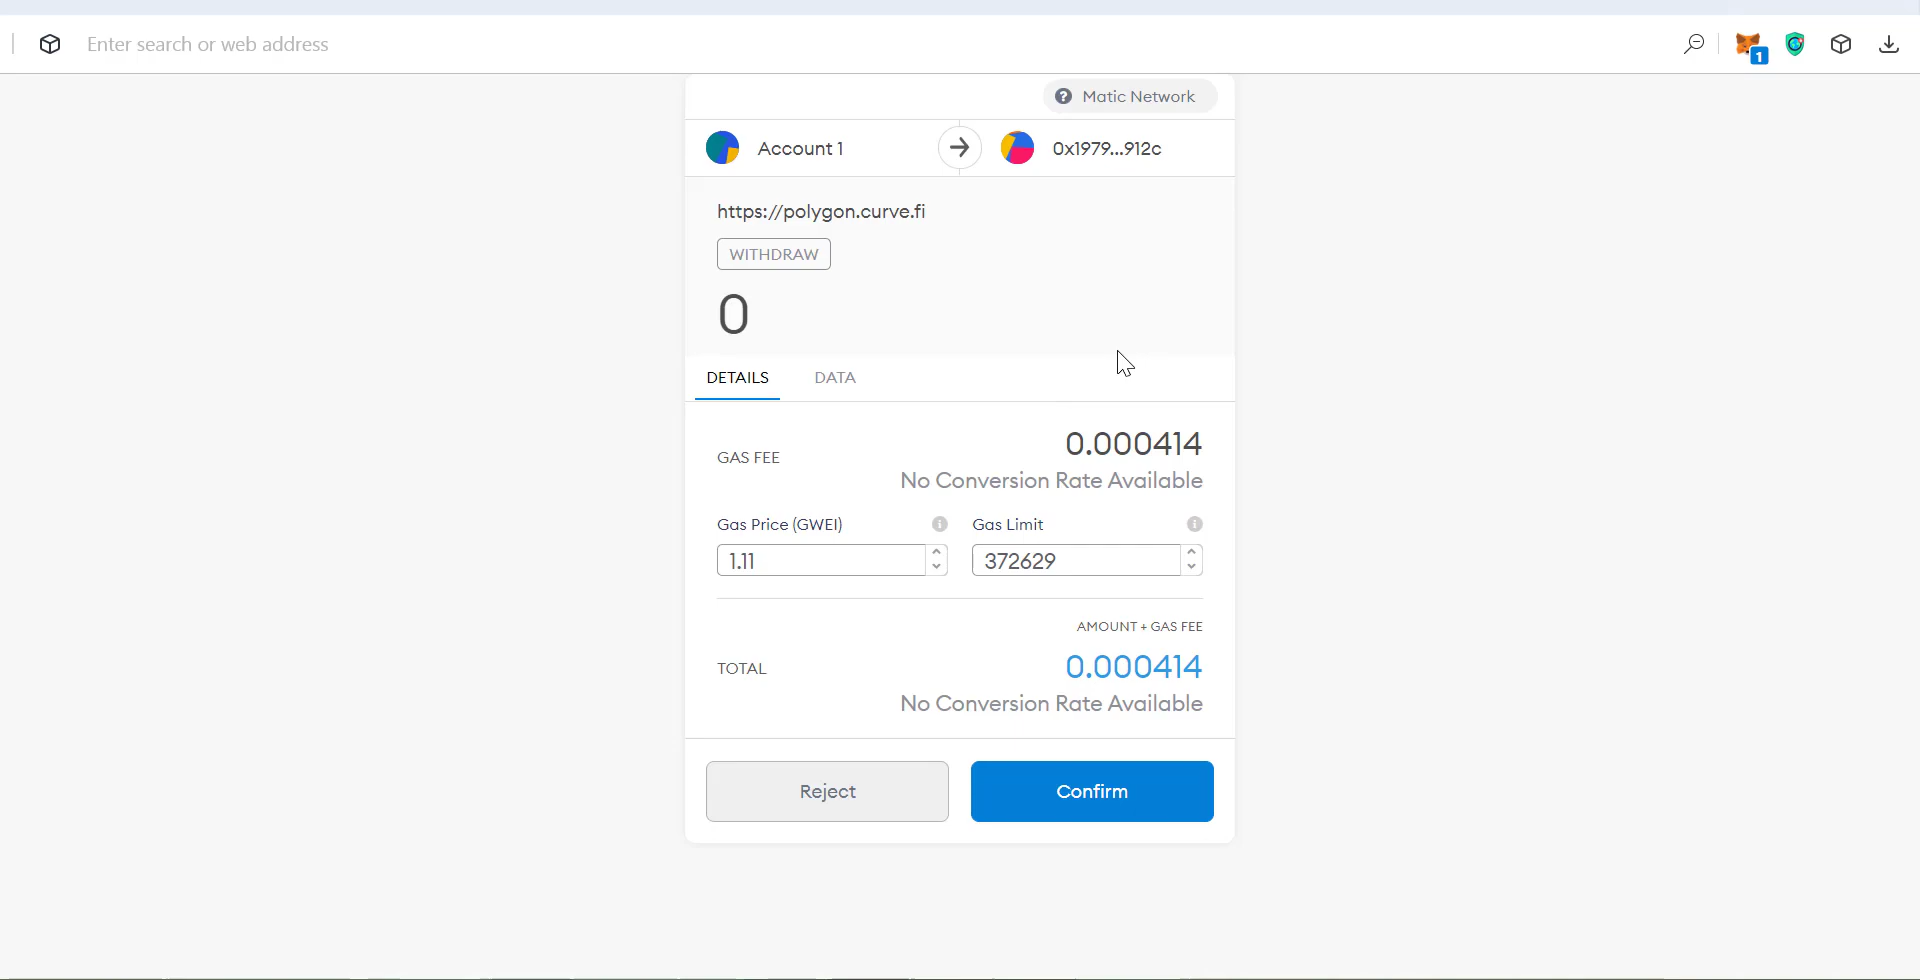 Enter search or web address
1
Matic Network
Account 1
0x1979...912c
https://polygon.curve.fi
WITHDRAW
0
DETAILS DATA
GAS FEE
0.000414
No Conversion Rate Available
Gas Price (GWEI) Gas Limit
1.11 372629
AMOUNT + GAS FEE
TOTAL
0.000414
No Conversion Rate Available
Reject Confirm